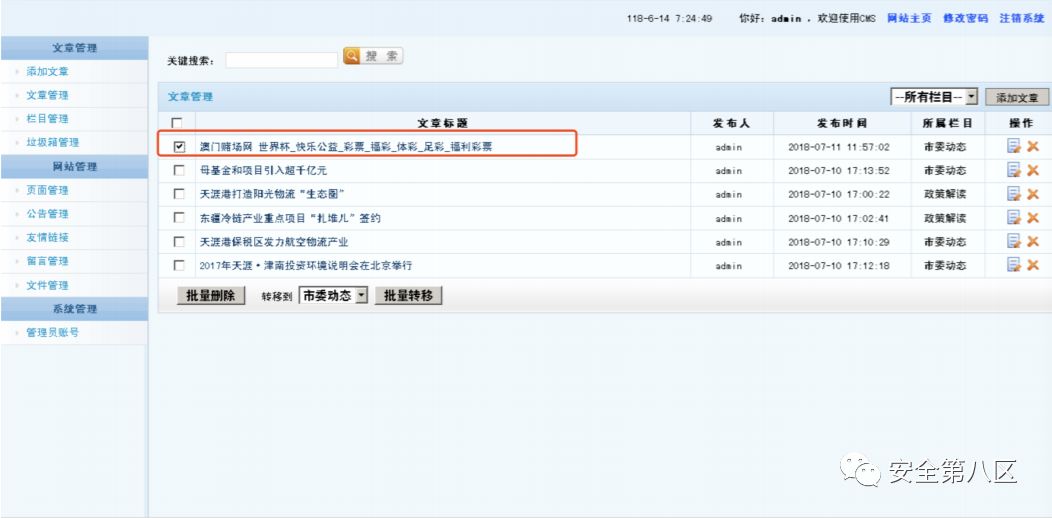 118-6-14 7:24:49 你好：admin ，欢迎使用CMS 网站主页 修改密码 注销系统
文章管理
添加文章
文章管理
栏目管理
垃圾箱管理
网站管理
页面管理
公告管理
友情链接
留言管理
文件管理
系统管理
管理员账号
关键搜索： 搜 索
文章管理 --所有栏目-- 添加文章
文章标题 发布人 发布时间 所属栏目 操作
澳门赌场网 世界杯_快乐公益_彩票_福彩_体彩_足彩_福利彩票 admin 2018-07-11 11:57:02 市委动态
母基金和项目引入超千亿元 admin 2018-07-10 17:13:52 市委动态
天涯港打造阳光物流“生态圈” admin 2018-07-10 17:00:22 政策解读
东疆冷链产业重点项目“扎堆儿”签约 admin 2018-07-10 17:02:41 政策解读
天涯港保税区发力航空物流产业 admin 2018-07-10 17:10:29 市委动态
2017年天涯·津南投资环境说明会在北京举行 admin 2018-07-10 17:12:18 市委动态
批量删除 转移到 市委动态 批量转移
安全第八区